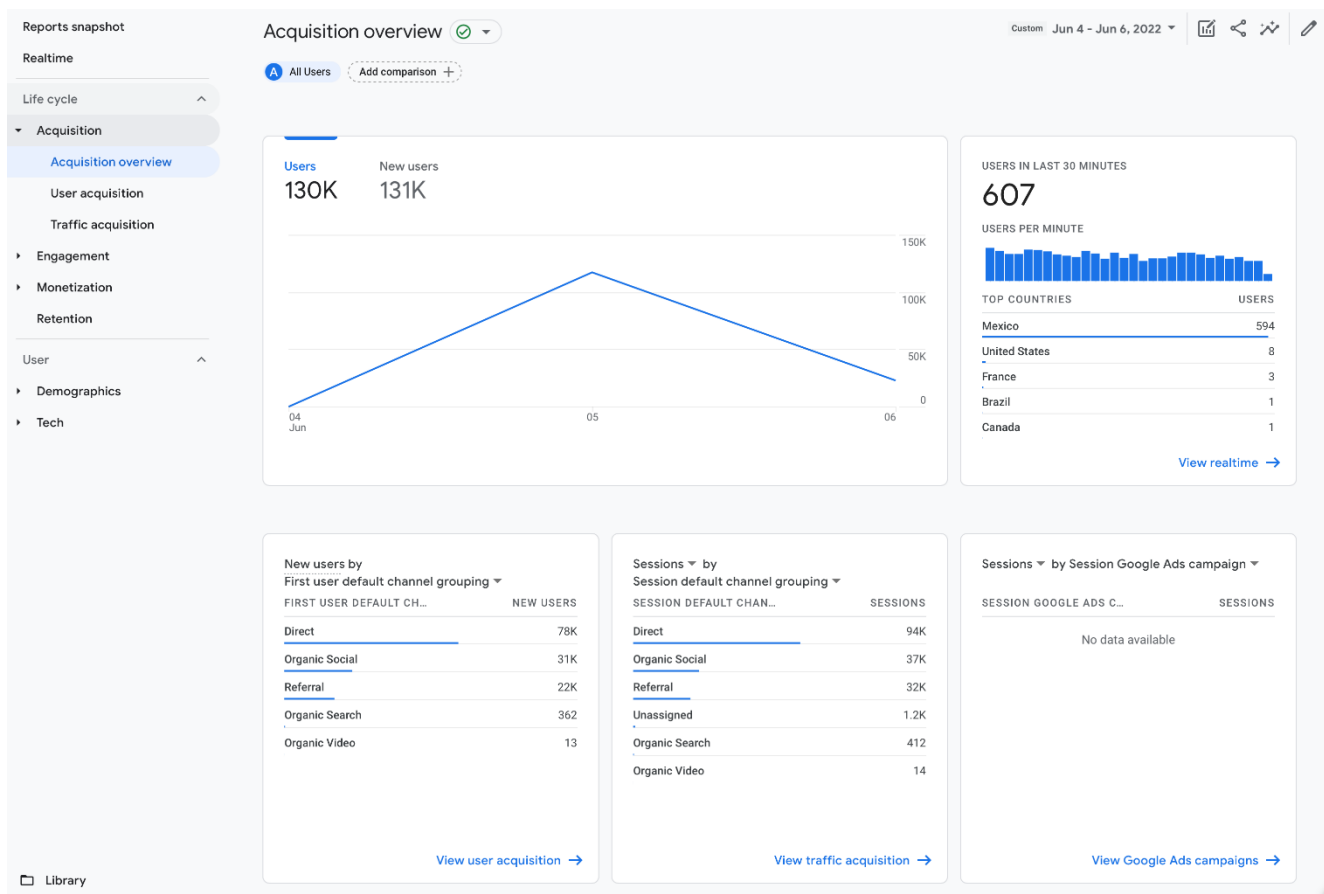 Reports snapshot
Realtime
Life cycle
Acquisition
Acquisition overview
User acquisition
Traffic acquisition
Engagement
Monetization
Retention
User
Demographics
Tech
Library
Acquisition overview
Custom Jun 4 - Jun 6, 2022
A All Users
Add comparison +
Users New users
130K 131K
150K
100K
50K
0
04 05 06
Jun
USERS IN LAST 30 MINUTES
607
USERS PER MINUTE
TOP COUNTRIES USERS
Mexico 594
United States 8
France 3
Brazil 1
Canada 1
View realtime
New users by
First user default channel grouping
FIRST USER DEFAULT CH... NEW USERS
Direct 78K
Organic Social 31K
Referral 22K
Organic Search 362
Organic Video 13
View user acquisition
Sessions by
Session default channel grouping
SESSION DEFAULT CHAN... SESSIONS
Direct 94K
Organic Social 37K
Referral 32K
Unassigned 1.2K
Organic Search 412
Organic Video 14
View traffic acquisition
Sessions by Session Google Ads campaign
SESSION GOOGLE ADS C... SESSIONS
No data available
View Google Ads campaigns